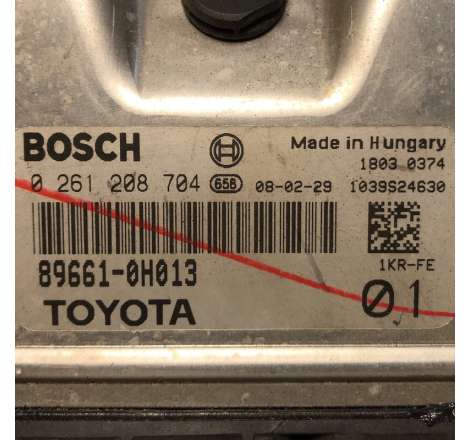 BOSCH Made in Hungary
1803 0374
0 261 208 704 656 08-02-29 1039S24630
89661-0H013 1KR-FE
TOYOTA 01